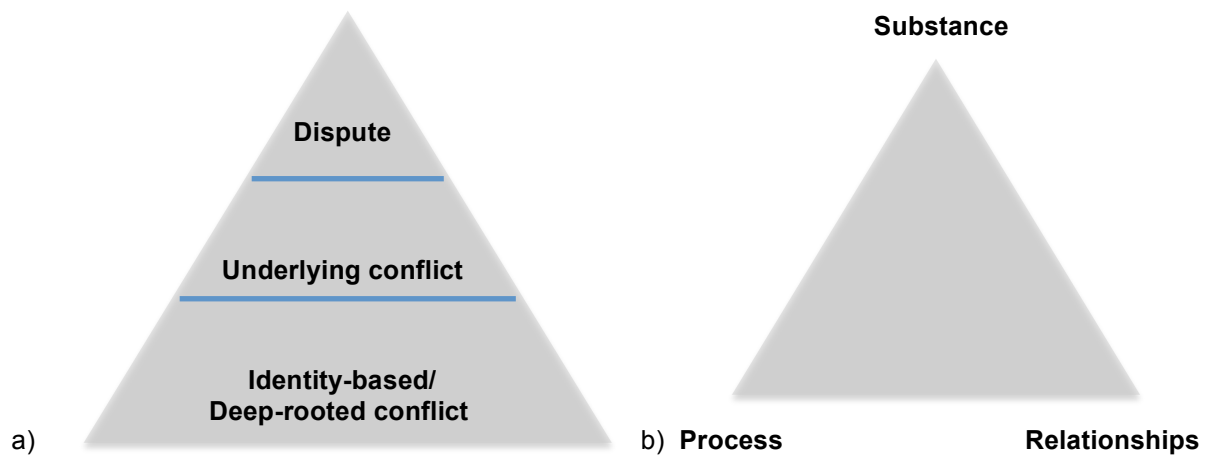 Dispute
Underlying conflict
Identity-based/
Deep-rooted conflict
a)
Substance
b) Process Relationships